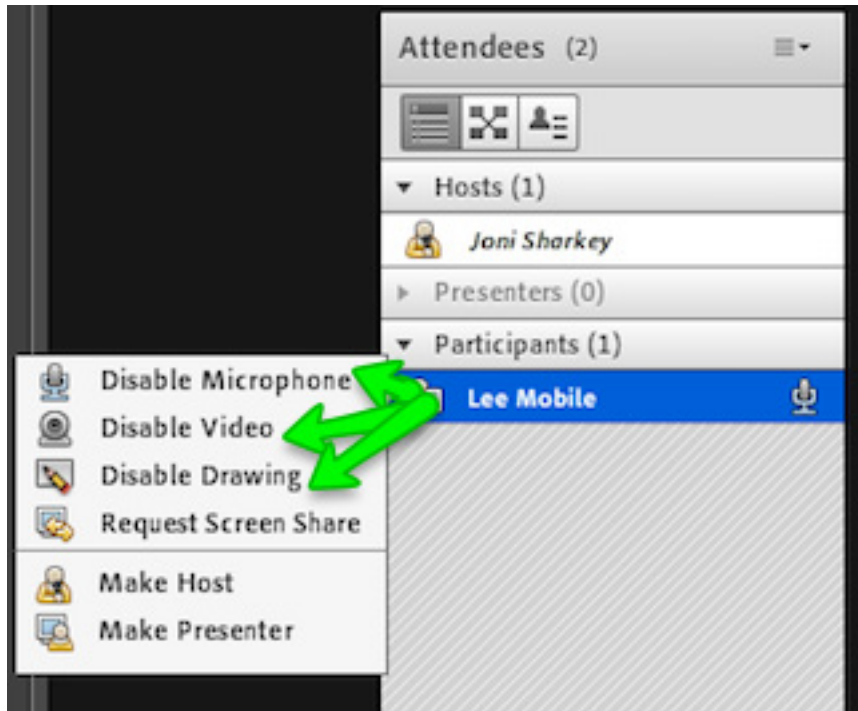 Attendees (2)
Hosts (1)
Joni Sharkey
Presenters (0)
Participants (1)
Lee Mobile
Disable Microphone
Disable Video
Disable Drawing
Request Screen Share
Make Host
Make Presenter